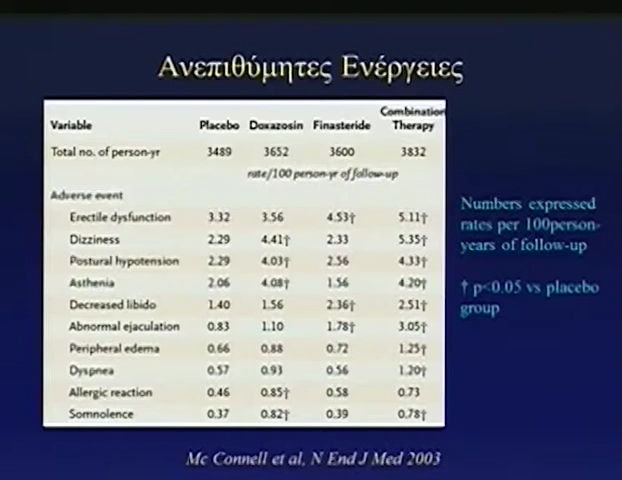 Ανεπιθύμητες Ενέργειες
Combination
Variable Placebo Doxazosin Finasteride Therapy
Total no. of person-yr 3489 3652 3600 3832
rate/100 person-yr of follow-up
Adverse event
Erectile dysfunction 3.32 3.56 4.53† 5.11†
Dizziness 2.29 4.41† 2.33 5.35†
Postural hypotension 2.29 4.03† 2.56 4.33†
Asthenia 2.06 4.08† 1.56 4.20†
Decreased libido 1.40 1.56 2.36† 2.51†
Abnormal ejaculation 0.83 1.10 1.78† 3.05†
Peripheral edema 0.66 0.88 0.72 1.25†
Dyspnea 0.57 0.93 0.56 1.20†
Allergic reaction 0.46 0.85† 0.58 0.73
Somnolence 0.37 0.82† 0.39 0.78†
Numbers expressed
rates per 100person-
years of follow-up
† p<0.05 vs placebo
group
Mc Connell et al, N End J Med 2003